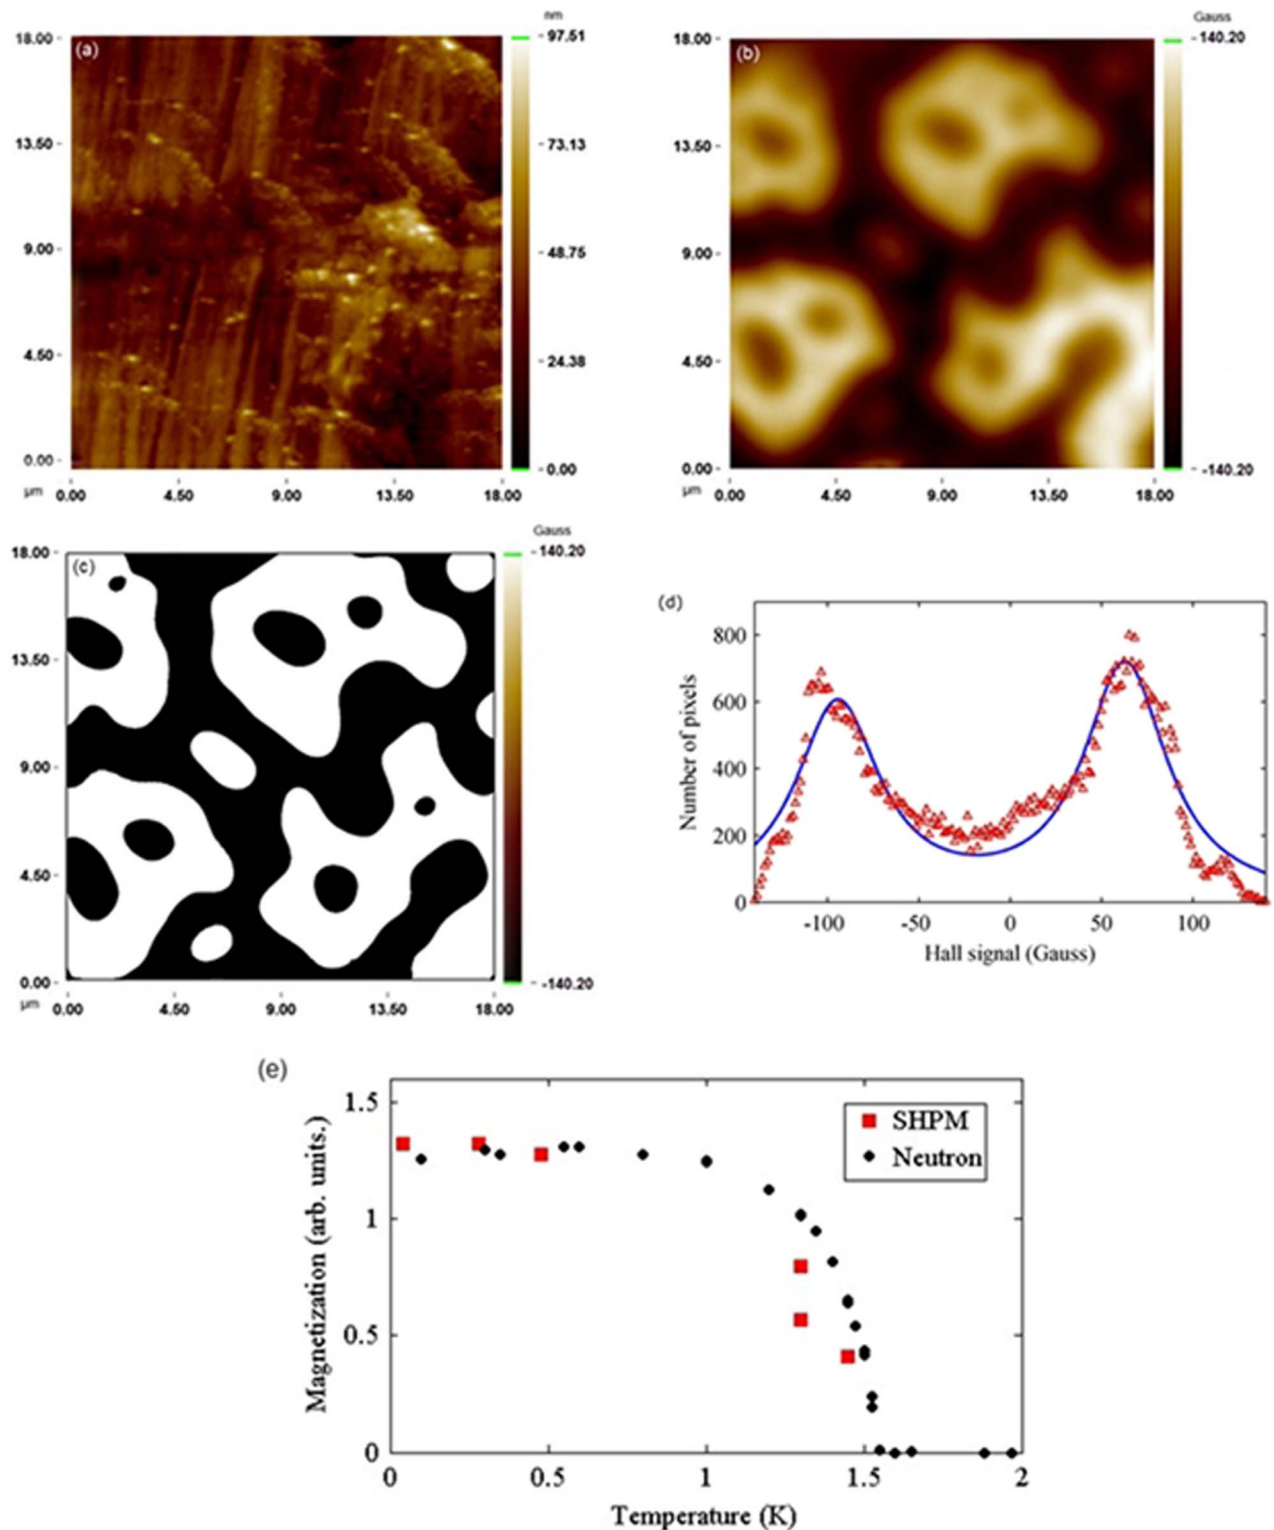 (a)
nm
18.00
13.50
9.00
4.50
0.00
μm
0.00 4.50 9.00 13.50 18.00
97.51
73.13
48.75
24.38
0.00
(b)
Gauss
18.00
13.50
9.00
4.50
0.00
μm
0.00 4.50 9.00 13.50 18.00
140.20
-140.20
(c)
Gauss
18.00
13.50
9.00
4.50
0.00
μm
0.00 4.50 9.00 13.50 18.00
140.20
-140.20
(d)
Number of pixels
800
600
400
200
0
-100 -50 0 50 100
Hall signal (Gauss)
(e)
Magnetization (arb. units.)
1.5
1
0.5
0
SHPM
Neutron
0 0.5 1 1.5 2
Temperature (K)